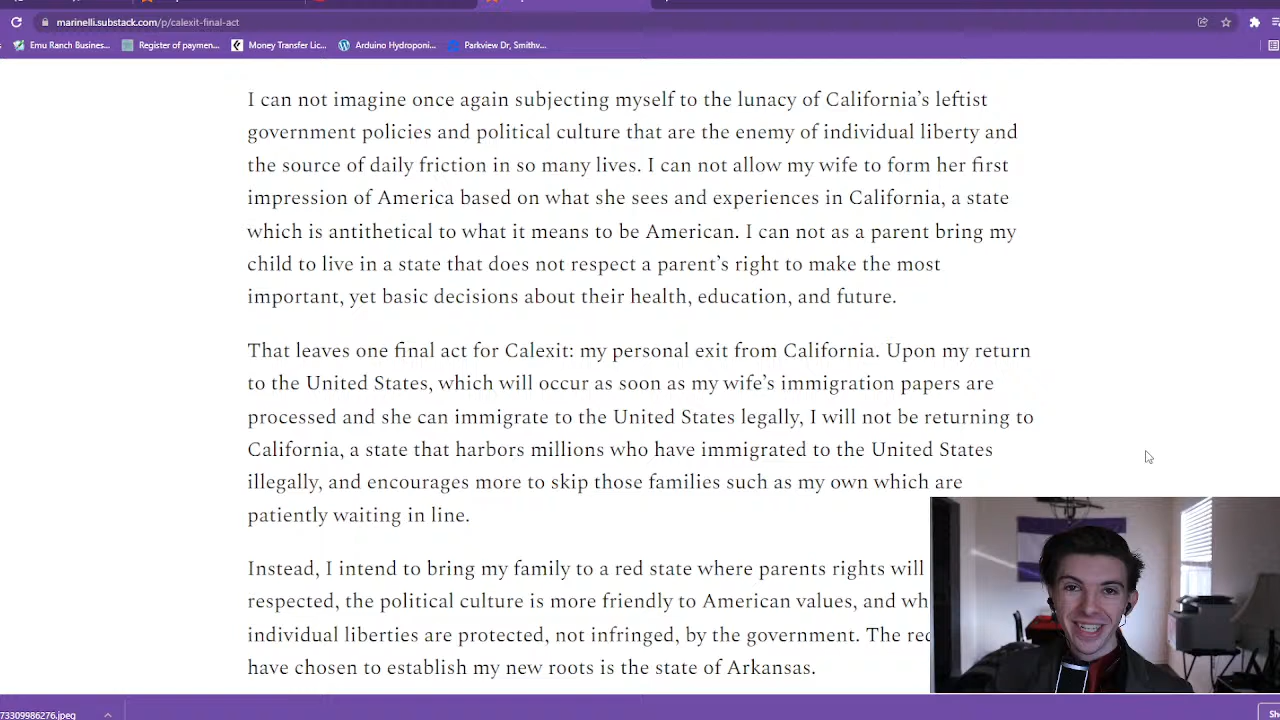 marinelli.substack.com/p/calexit-final-act
Emu Ranch Busines... Register of paymen... Money Transfer Lic... Arduino Hydroponi... Parkview Dr, Smithv...
I can not imagine once again subjecting myself to the lunacy of California’s leftist
government policies and political culture that are the enemy of individual liberty and
the source of daily friction in so many lives. I can not allow my wife to form her first
impression of America based on what she sees and experiences in California, a state
which is antithetical to what it means to be American. I can not as a parent bring my
child to live in a state that does not respect a parent’s right to make the most
important, yet basic decisions about their health, education, and future.
That leaves one final act for Calexit: my personal exit from California. Upon my return
to the United States, which will occur as soon as my wife’s immigration papers are
processed and she can immigrate to the United States legally, I will not be returning to
California, a state that harbors millions who have immigrated to the United States
illegally, and encourages more to skip those families such as my own which are
patiently waiting in line.
Instead, I intend to bring my family to a red state where parents rights will
respected, the political culture is more friendly to American values, and wh
individual liberties are protected, not infringed, by the government. The re
have chosen to establish my new roots is the state of Arkansas.
73309986276.jpeg